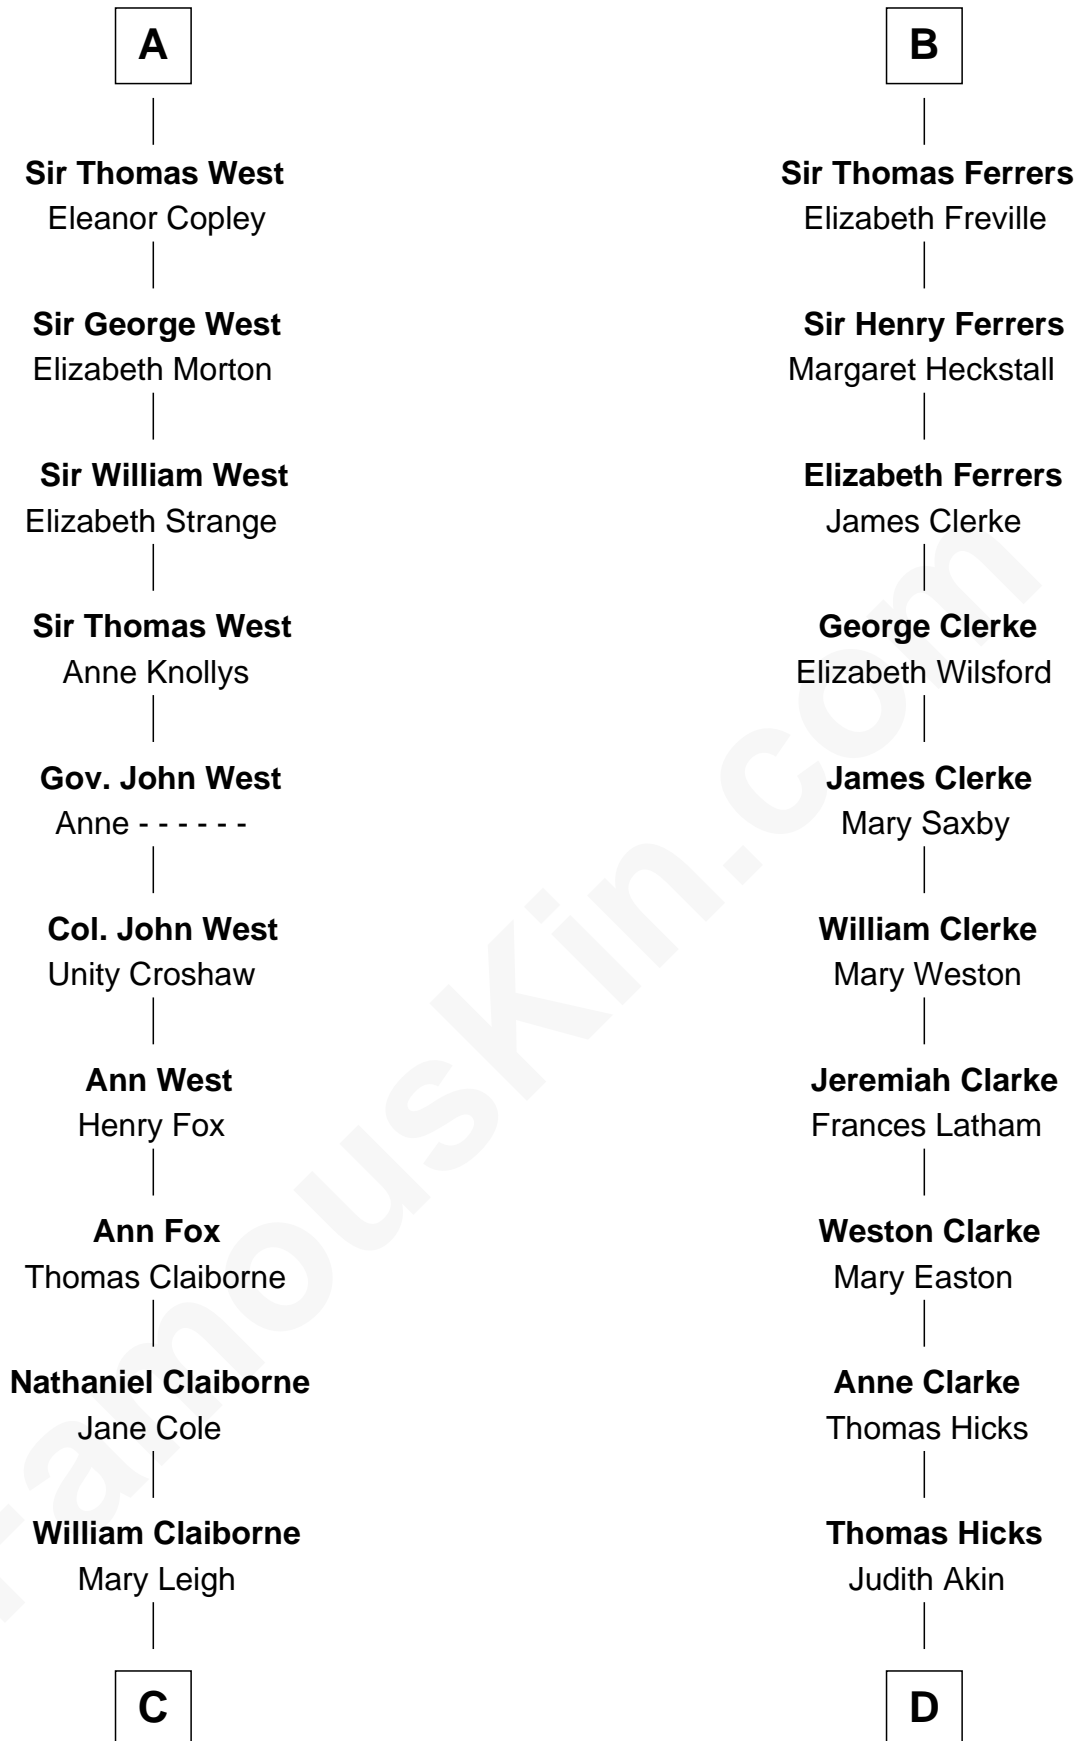 A
Sir Thomas West
Eleanor Copley
Sir George West
Elizabeth Morton
Sir William West
Elizabeth Strange
Sir Thomas West
Anne Knollys
Gov. John West
Anne - - - - - -
Col. John West
Unity Croshaw
Ann West
Henry Fox
Ann Fox
Thomas Claiborne
Nathaniel Claiborne
Jane Cole
William Claiborne
Mary Leigh
C
B
Sir Thomas Ferrers
Elizabeth Freville
Sir Henry Ferrers
Margaret Heckstall
Elizabeth Ferrers
James Clerke
George Clerke
Elizabeth Wilsford
James Clerke
Mary Saxby
William Clerke
Mary Weston
Jeremiah Clarke
Frances Latham
Weston Clarke
Mary Easton
Anne Clarke
Thomas Hicks
Thomas Hicks
Judith Akin
D
FamousKin.com